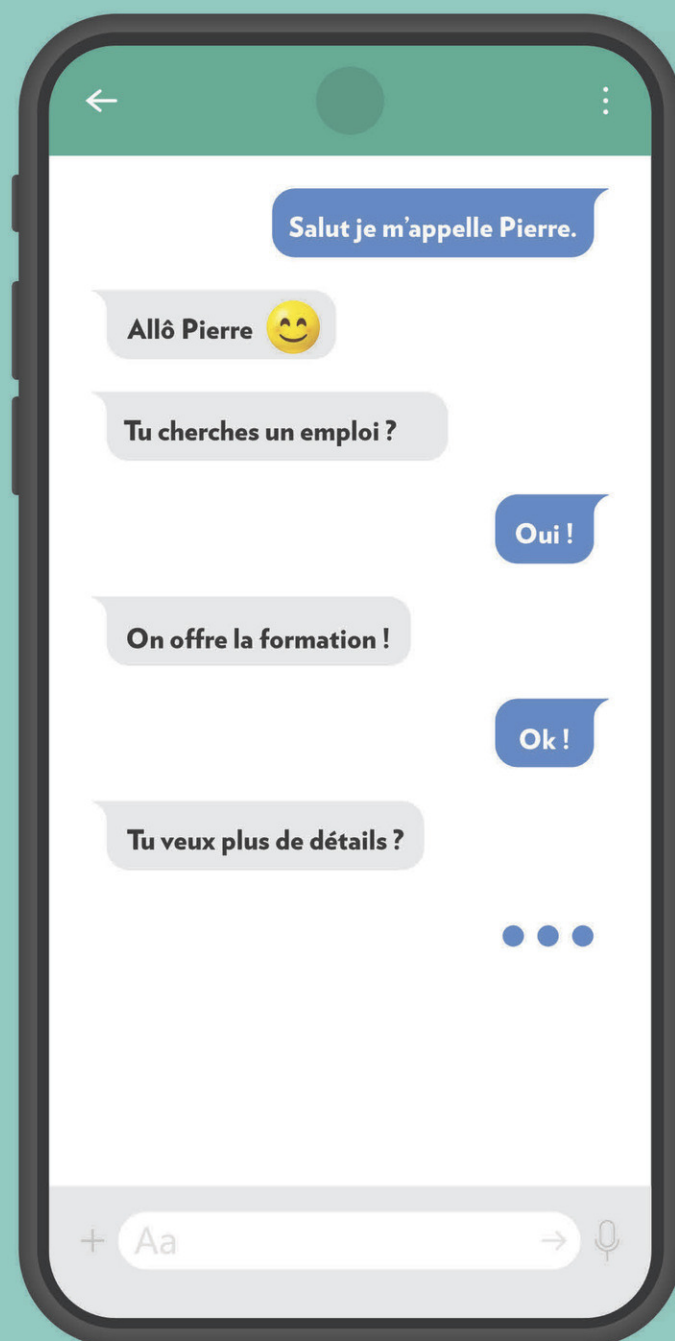 Salut je m'appelle Pierre.
Allô Pierre 😊
Tu cherches un emploi ?
Oui !
On offre la formation !
Ok !
Tu veux plus de détails ?
Aa